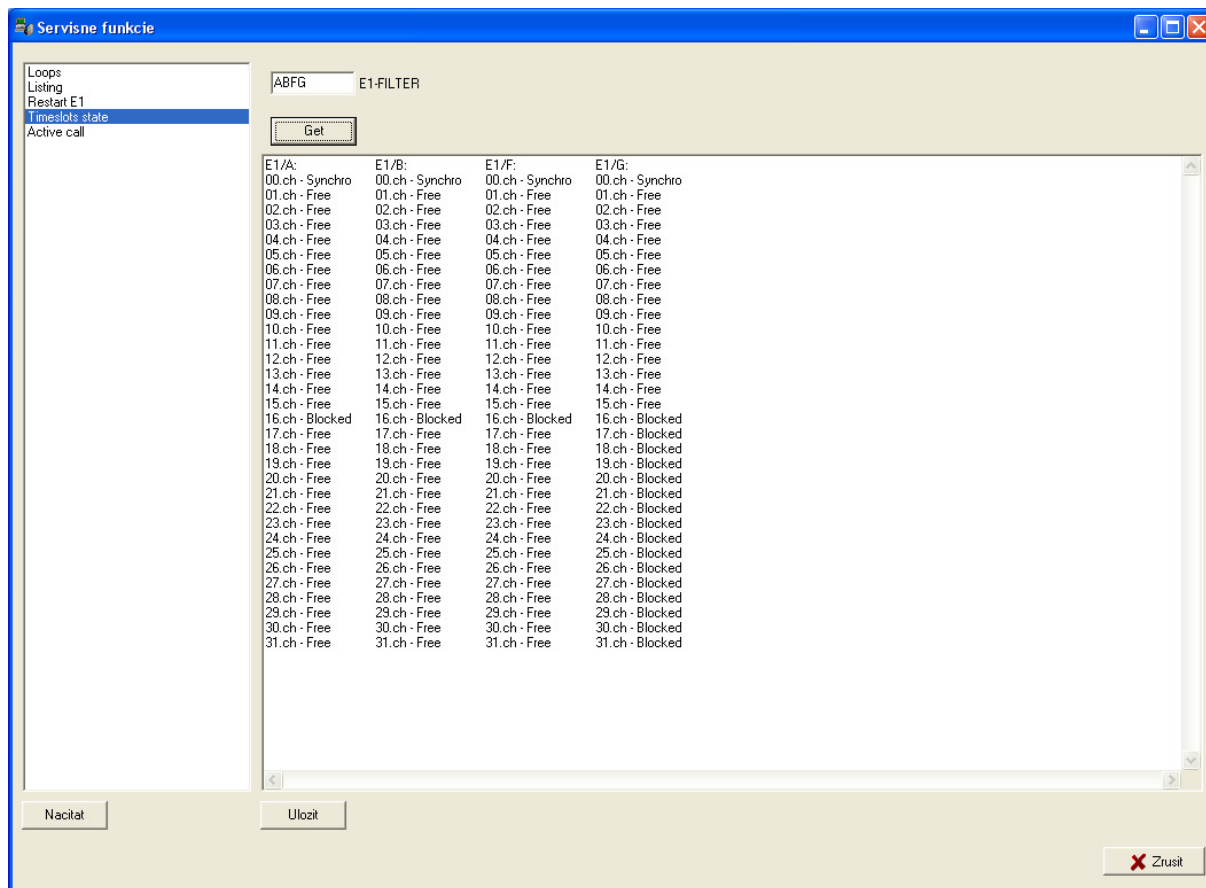 Servisne funkcie
Loops
Listing
Restart E1
Timeslots state
Active call
ABFG E1-FILTER
Get
E1/A: E1/B: E1/F: E1/G:
00.ch - Synchro 00.ch - Synchro 00.ch - Synchro 00.ch - Synchro
01.ch - Free 01.ch - Free 01.ch - Free 01.ch - Free
02.ch - Free 02.ch - Free 02.ch - Free 02.ch - Free
03.ch - Free 03.ch - Free 03.ch - Free 03.ch - Free
04.ch - Free 04.ch - Free 04.ch - Free 04.ch - Free
05.ch - Free 05.ch - Free 05.ch - Free 05.ch - Free
06.ch - Free 06.ch - Free 06.ch - Free 06.ch - Free
07.ch - Free 07.ch - Free 07.ch - Free 07.ch - Free
08.ch - Free 08.ch - Free 08.ch - Free 08.ch - Free
09.ch - Free 09.ch - Free 09.ch - Free 09.ch - Free
10.ch - Free 10.ch - Free 10.ch - Free 10.ch - Free
11.ch - Free 11.ch - Free 11.ch - Free 11.ch - Free
12.ch - Free 12.ch - Free 12.ch - Free 12.ch - Free
13.ch - Free 13.ch - Free 13.ch - Free 13.ch - Free
14.ch - Free 14.ch - Free 14.ch - Free 14.ch - Free
15.ch - Free 15.ch - Free 15.ch - Free 15.ch - Free
16.ch - Blocked 16.ch - Blocked 16.ch - Blocked 16.ch - Blocked
17.ch - Free 17.ch - Free 17.ch - Free 17.ch - Blocked
18.ch - Free 18.ch - Free 18.ch - Free 18.ch - Blocked
19.ch - Free 19.ch - Free 19.ch - Free 19.ch - Blocked
20.ch - Free 20.ch - Free 20.ch - Free 20.ch - Blocked
21.ch - Free 21.ch - Free 21.ch - Free 21.ch - Blocked
22.ch - Free 22.ch - Free 22.ch - Free 22.ch - Blocked
23.ch - Free 23.ch - Free 23.ch - Free 23.ch - Blocked
24.ch - Free 24.ch - Free 24.ch - Free 24.ch - Blocked
25.ch - Free 25.ch - Free 25.ch - Free 25.ch - Blocked
26.ch - Free 26.ch - Free 26.ch - Free 26.ch - Blocked
27.ch - Free 27.ch - Free 27.ch - Free 27.ch - Blocked
28.ch - Free 28.ch - Free 28.ch - Free 28.ch - Blocked
29.ch - Free 29.ch - Free 29.ch - Free 29.ch - Blocked
30.ch - Free 30.ch - Free 30.ch - Free 30.ch - Blocked
31.ch - Free 31.ch - Free 31.ch - Free 31.ch - Blocked
Nacitat Ulozit
Zrusit